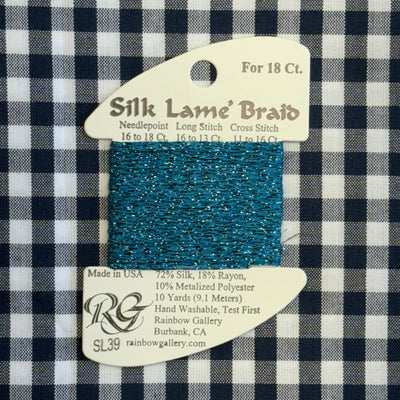 For 18 Ct.
Silk Lame' Braid
Needlepoint Long Stitch Cross Stitch
16 to 18 Ct. 16 to 13 Ct. 11 to 16 Ct.
Made in USA 72% Silk, 18% Rayon,
10% Metalized Polyester
10 Yards (9.1 Meters)
Hand Washable, Test First
Rainbow Gallery
Burbank, CA
RG
SL39 rainbowgallery.com